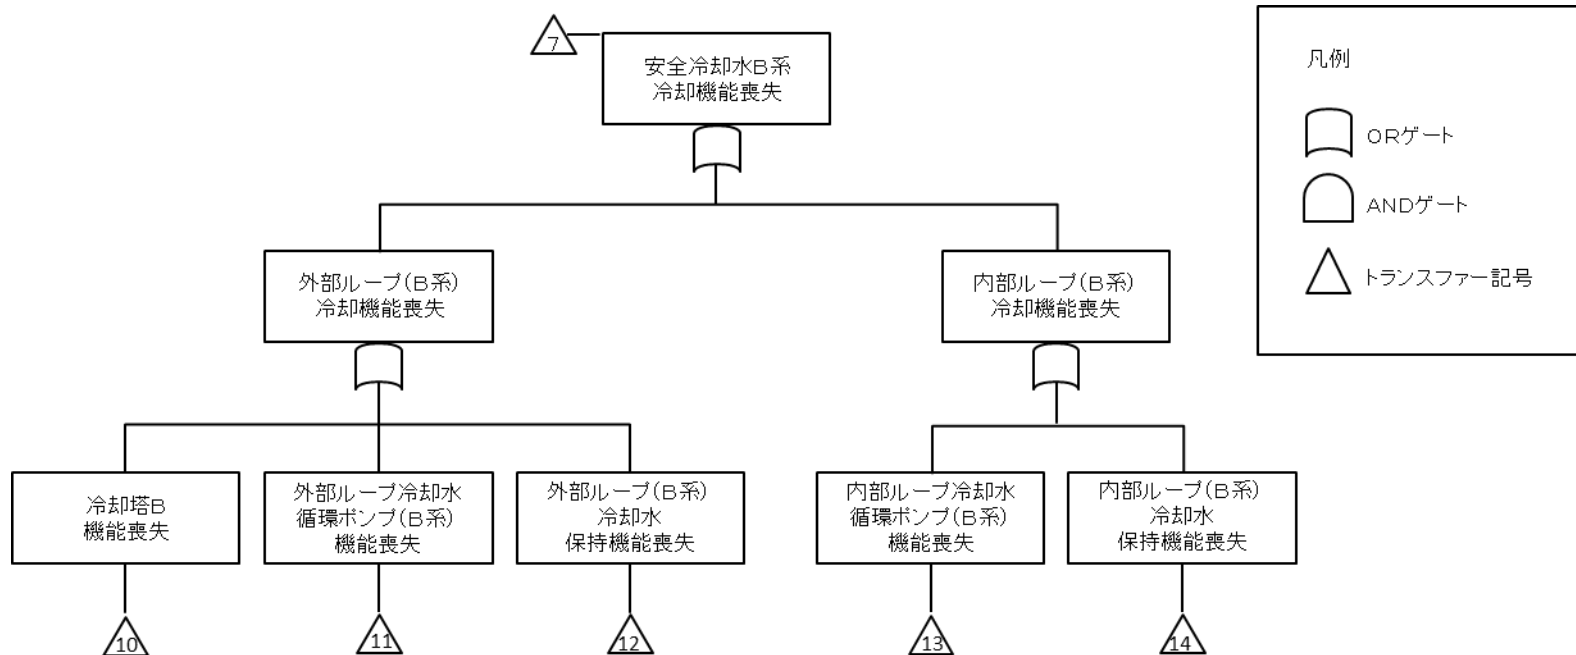 7
安全冷却水B系
冷却機能喪失
凡例
ORゲート
ANDゲート
トランスファー記号
外部ループ(B系)
冷却機能喪失
内部ループ(B系)
冷却機能喪失
冷却塔B
機能喪失
外部ループ冷却水
循環ポンプ(B系)
機能喪失
外部ループ(B系)
冷却水
保持機能喪失
内部ループ冷却水
循環ポンプ(B系)
機能喪失
内部ループ(B系)
冷却水
保持機能喪失
10
11
12
13
14